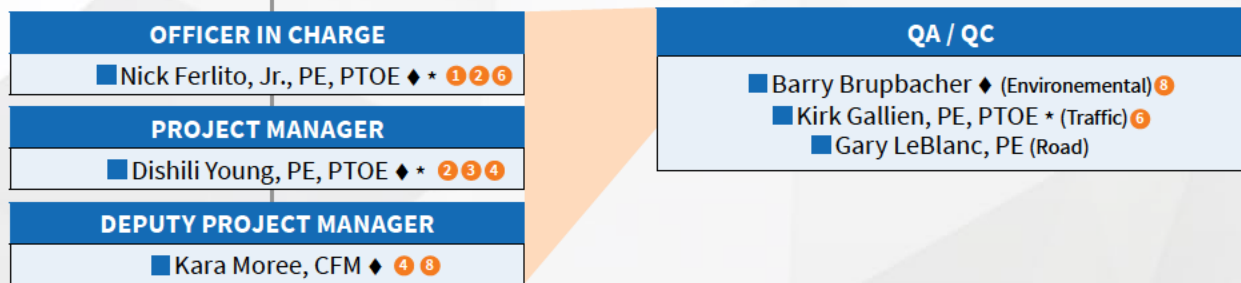 OFFICER IN CHARGE
■ Nick Ferlito, Jr., PE, PTOE ♦ * 1 2 6
PROJECT MANAGER
■ Dishili Young, PE, PTOE ♦ * 2 3 4
DEPUTY PROJECT MANAGER
■ Kara Moree, CFM ♦ 4 8
QA / QC
■ Barry Brupbacher ♦ (Environemental) 8
■ Kirk Gallien, PE, PTOE * (Traffic) 6
■ Gary LeBlanc, PE (Road)